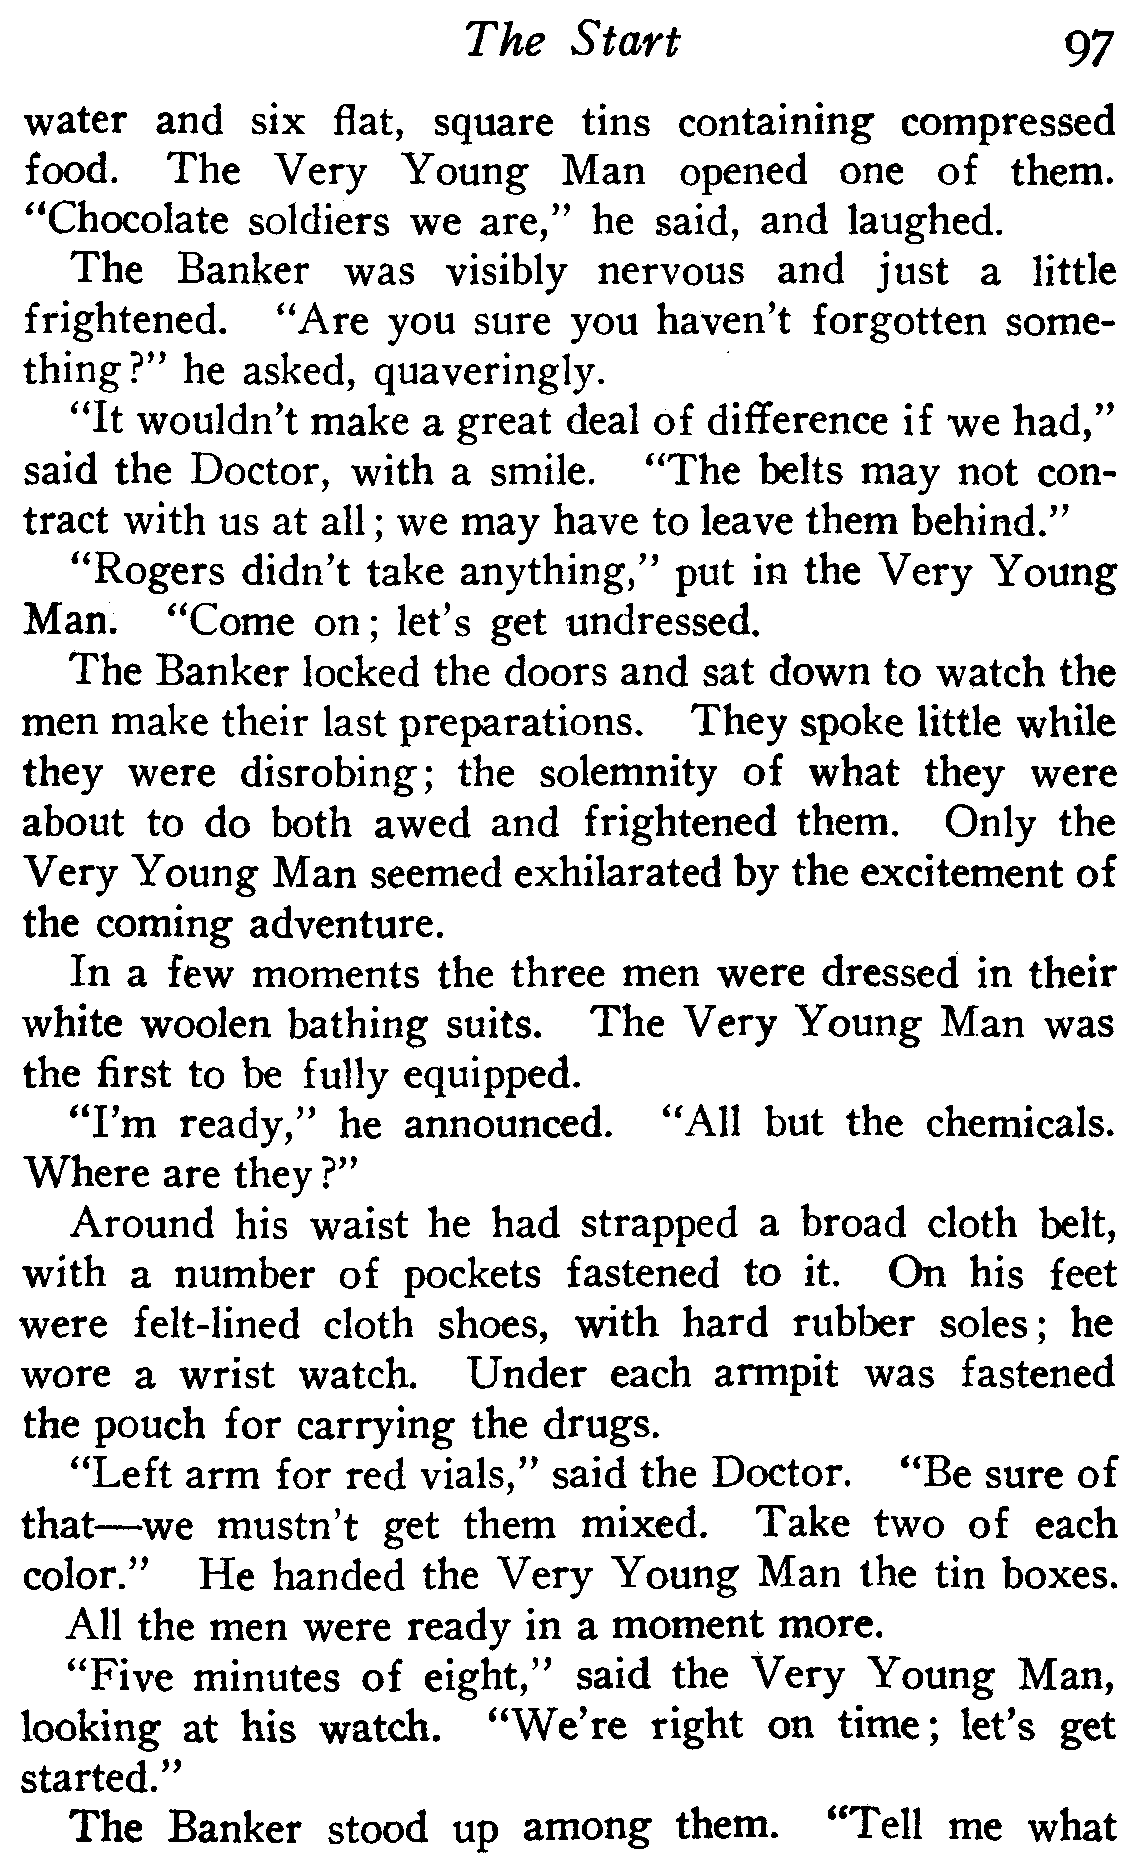 The Start 97
water and six flat, square tins containing compressed
food. The Very Young Man opened one of them.
“Chocolate soldiers we are,” he said, and laughed.
The Banker was visibly nervous and just a little
frightened. “Are you sure you haven't forgotten some-
thing?” he asked, quaveringly.
“It wouldn't make a great deal of difference if we had,”
said the Doctor, with a smile. “The belts may not con-
tract with us at all; we may have to leave them behind.”
“Rogers didn't take anything,” put in the Very Young
Man. “Come on; let's get undressed.
The Banker locked the doors and sat down to watch the
men make their last preparations. They spoke little while
they were disrobing; the solemnity of what they were
about to do both awed and frightened them. Only the
Very Young Man seemed exhilarated by the excitement of
the coming adventure.
In a few moments the three men were dressed in their
white woolen bathing suits. The Very Young Man was
the first to be fully equipped.
“I'm ready,” he announced. “All but the chemicals.
Where are they?”
Around his waist he had strapped a broad cloth belt,
with a number of pockets fastened to it. On his feet
were felt-lined cloth shoes, with hard rubber soles; he
wore a wrist watch. Under each armpit was fastened
the pouch for carrying the drugs.
“Left arm for red vials,” said the Doctor. “Be sure of
that—we mustn't get them mixed. Take two of each
color.” He handed the Very Young Man the tin boxes.
All the men were ready in a moment more.
“Five minutes of eight,” said the Very Young Man,
looking at his watch. “We're right on time; let's get
started.”
The Banker stood up among them. “Tell me what